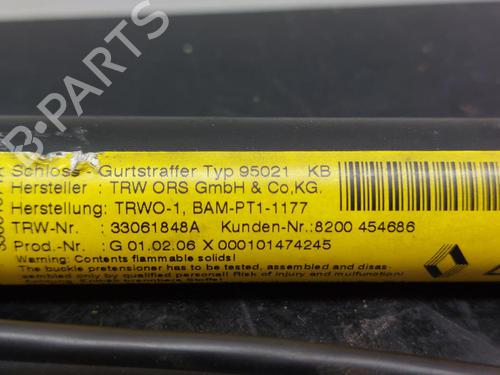 B-PARTS
Schloss - Gurtstraffer Typ 95021 KB
Hersteller : TRW ORS GmbH & Co,KG.
Herstellung: TRWO-1, BAM-PT1-1177
TRW-Nr. : 33061848A Kunden-Nr.:8200 454686
Prod.-Nr. : G 01.02.06 X 000101474245
Warning: Contents flammable solids!
The buckle pretensioner has to be tested, assembled and disas-
sembled only by qualified personal! Risk of injury and malfunction!